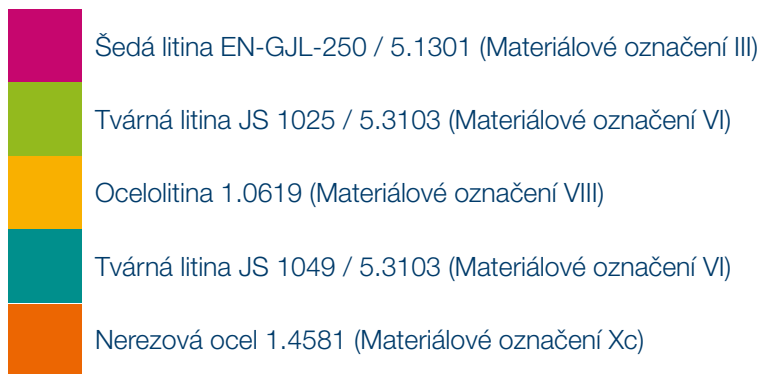 Šedá litina EN-GJL-250 / 5.1301 (Materiálové označení III)
Tvárná litina JS 1025 / 5.3103 (Materiálové označení VI)
Ocelolitina 1.0619 (Materiálové označení VIII)
Tvárná litina JS 1049 / 5.3103 (Materiálové označení VI)
Nerezová ocel 1.4581 (Materiálové označení Xc)